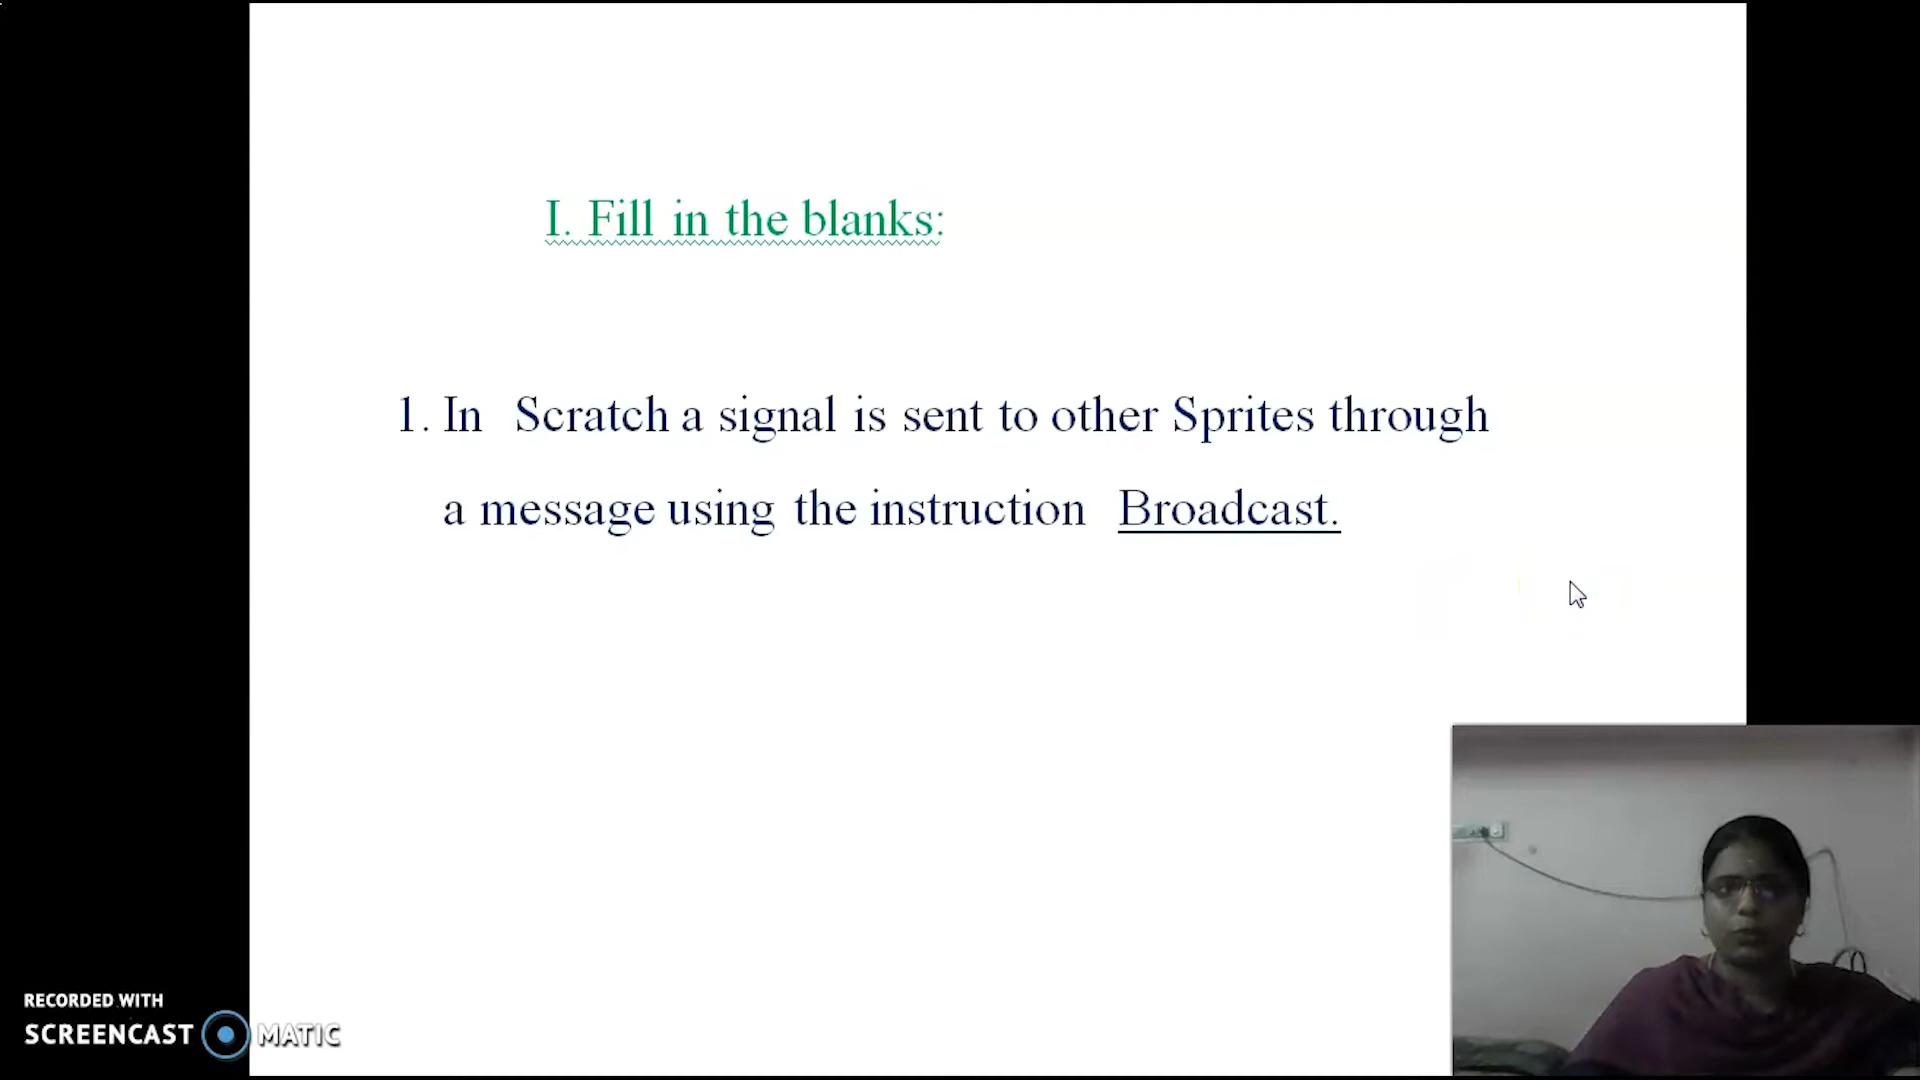 I. Fill in the blanks:
1. In Scratch a signal is sent to other Sprites through
a message using the instruction Broadcast.
RECORDED WITH
SCREENCAST MATIC